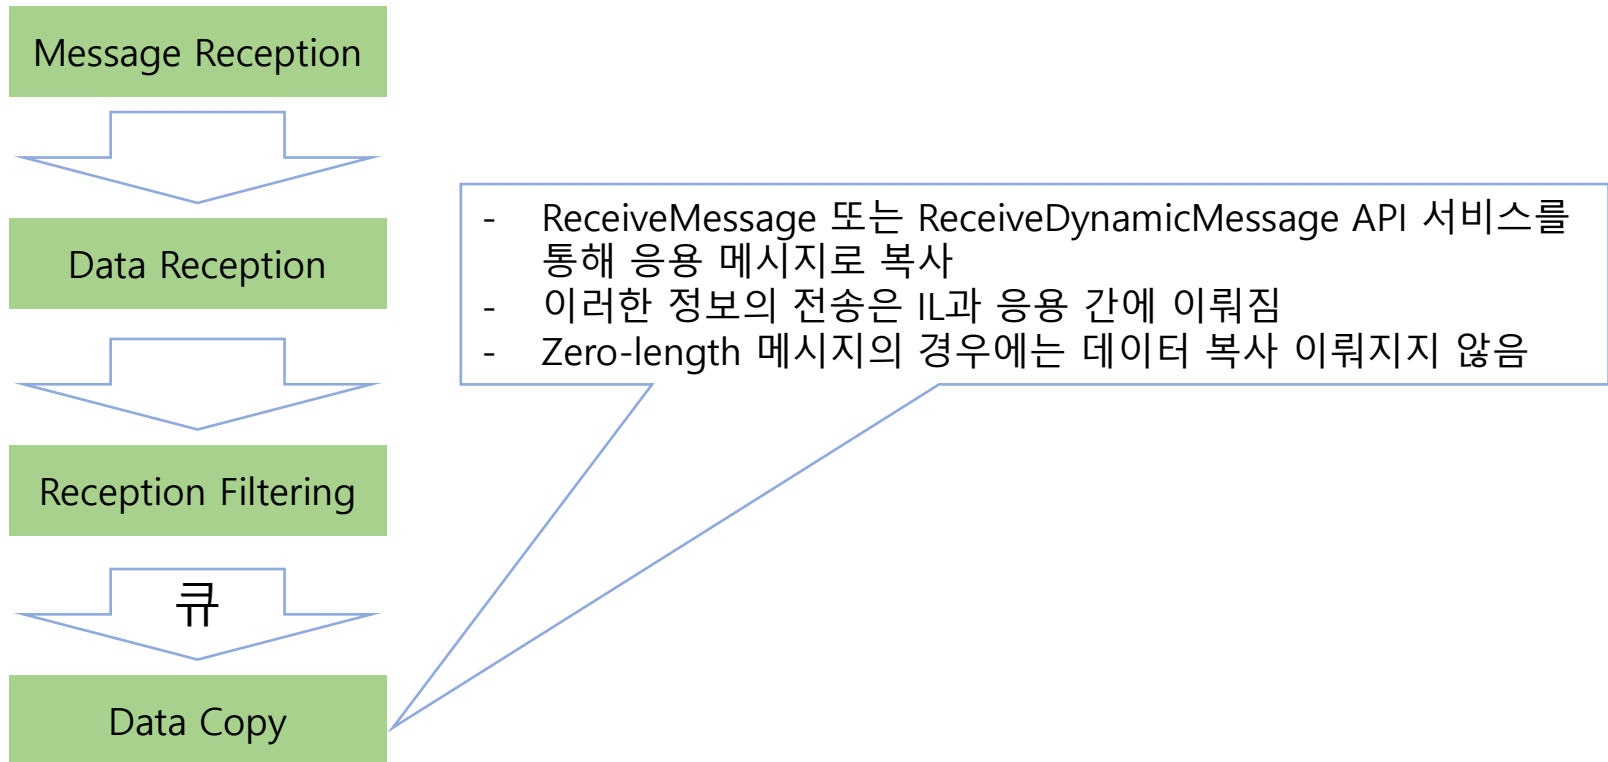 Message Reception
Data Reception
- ReceiveMessage 또는 ReceiveDynamicMessage API 서비스를
통해 응용 메시지로 복사
- 이러한 정보의 전송은 IL과 응용 간에 이뤄짐
- Zero-length 메시지의 경우에는 데이터 복사 이뤄지지 않음
Reception Filtering
큐
Data Copy